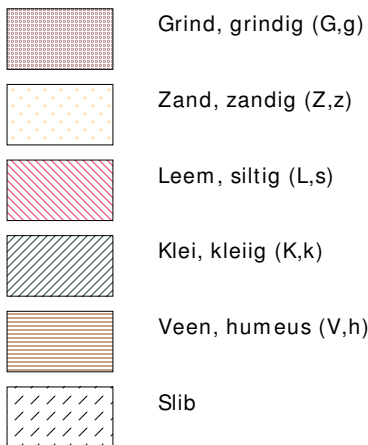 Grind, grindig (G,g)
Zand, zandig (Z,z)
Leem, siltig (L,s)
Klei, kleiig (K,k)
Veen, humeus (V,h)
Slib